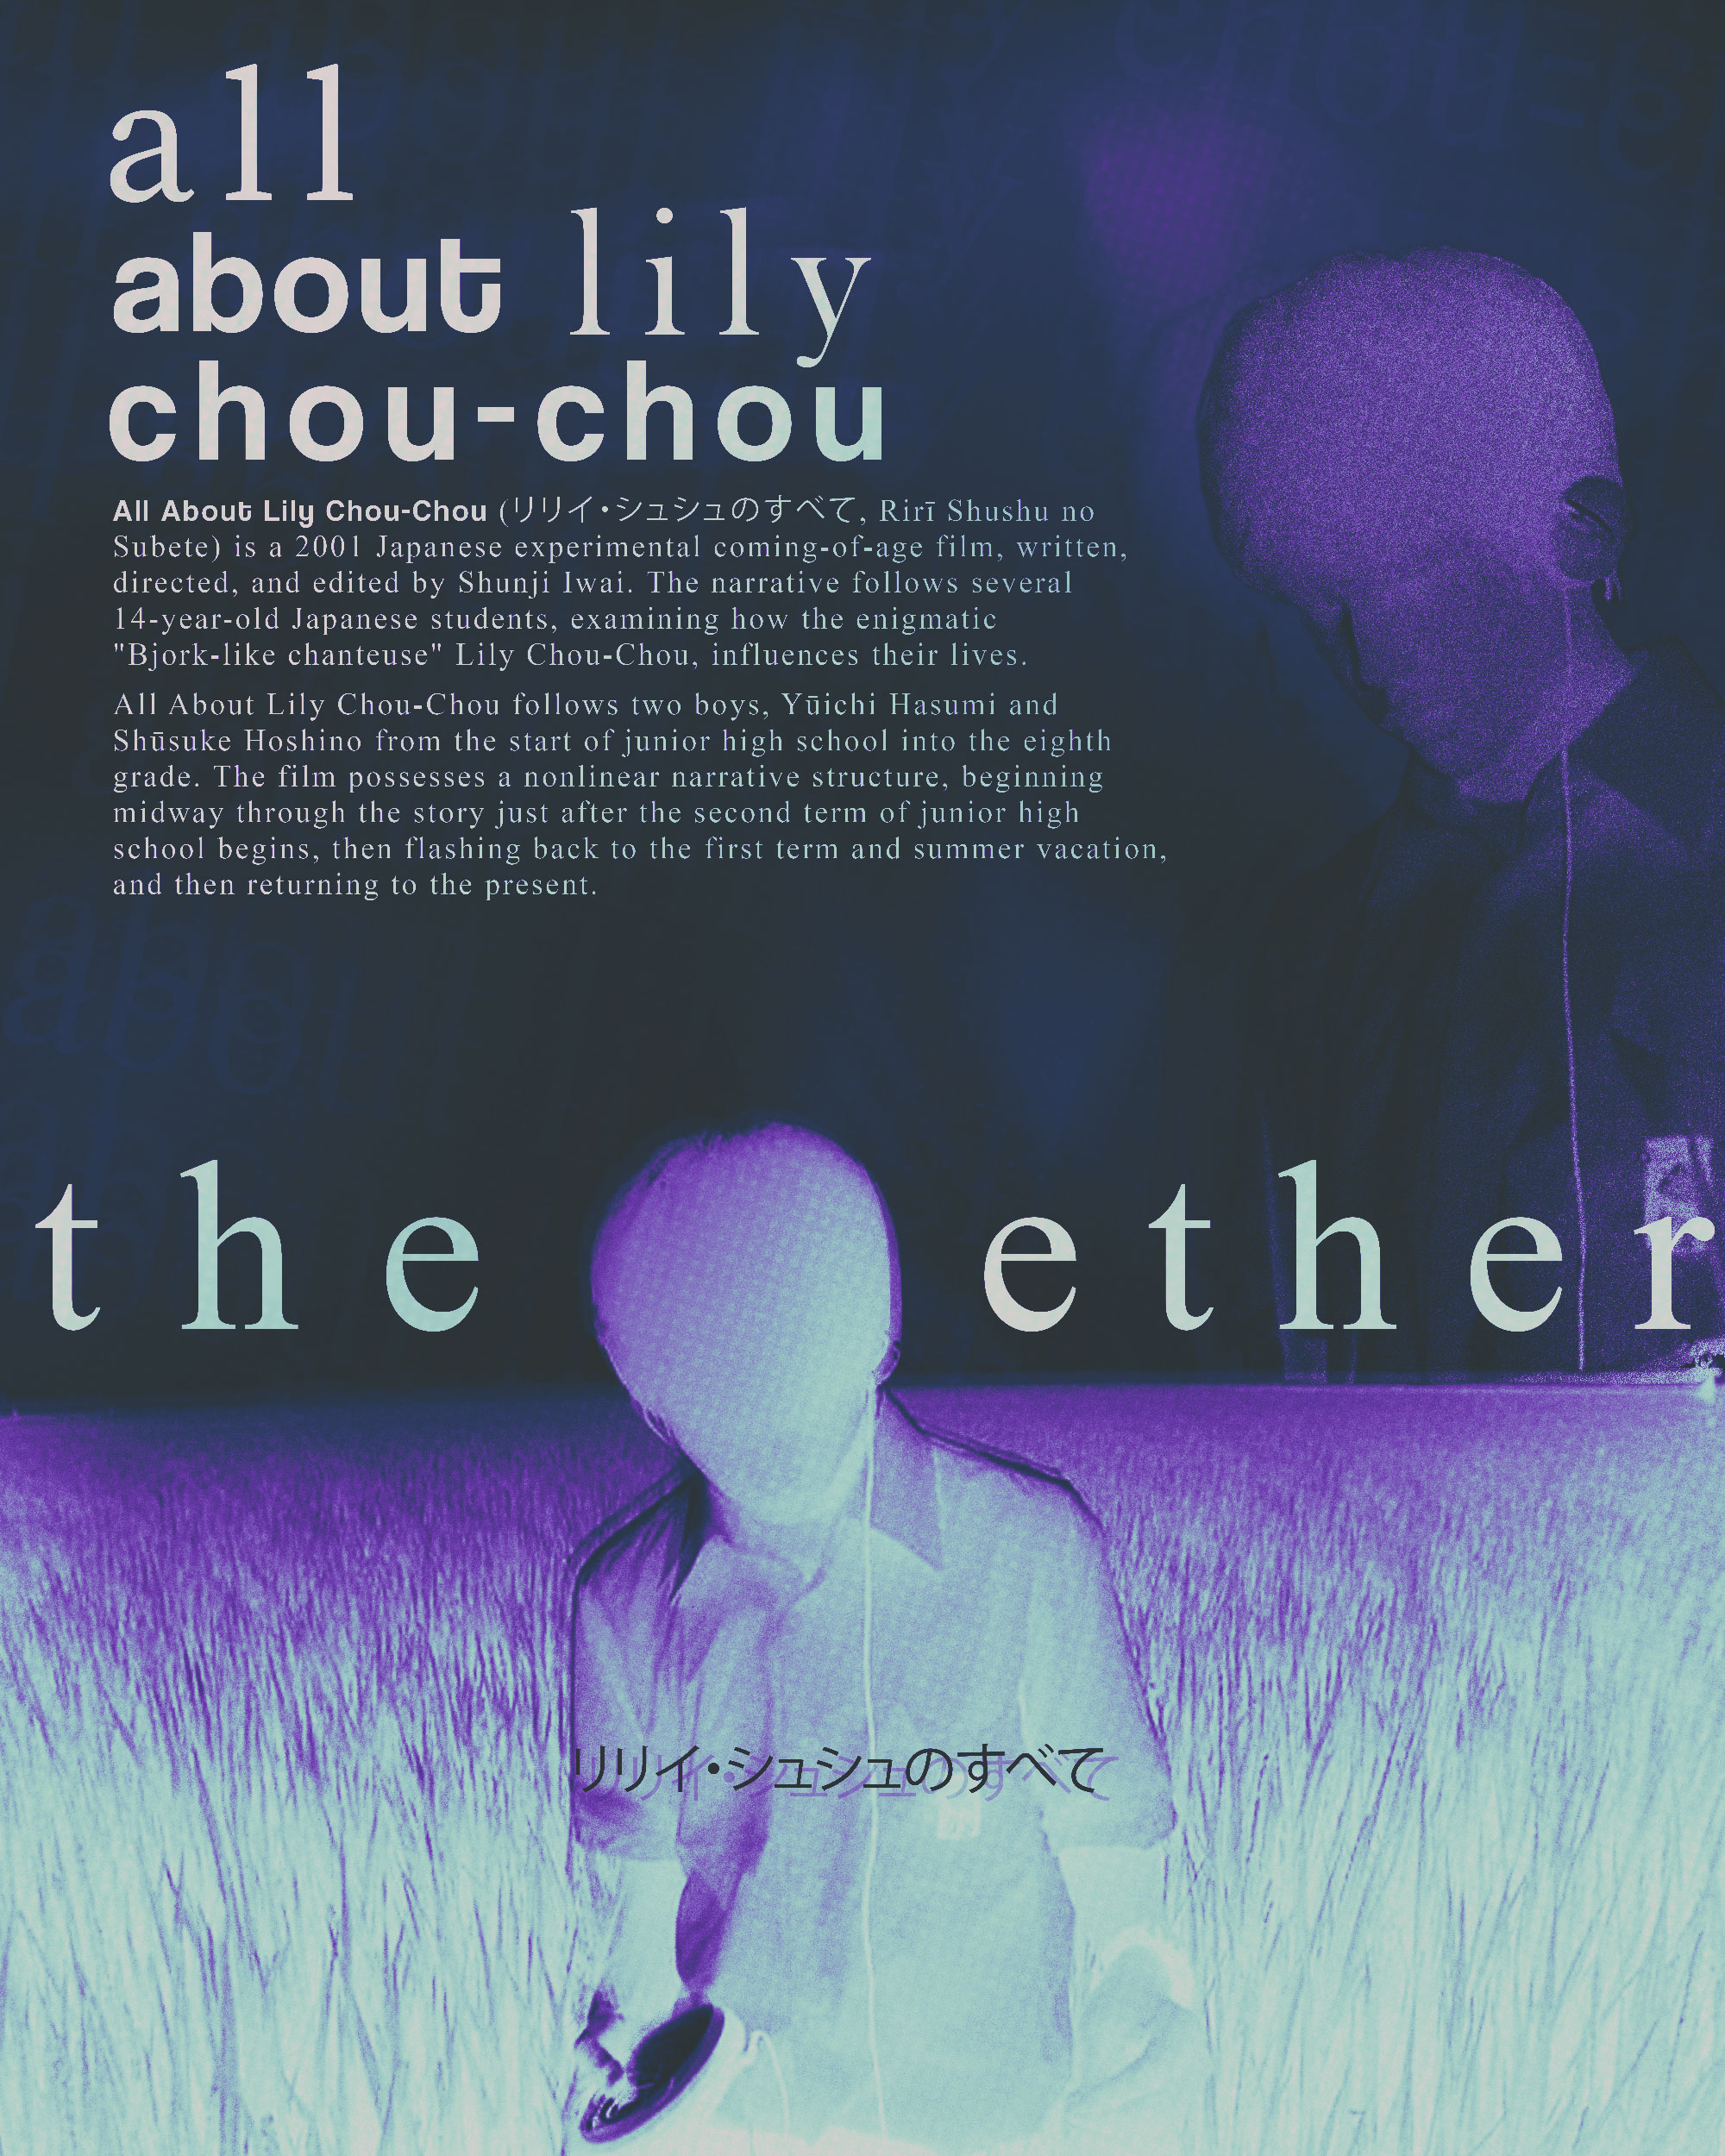 all
about lily
chou-chou
All About Lily Chou-Chou (リリイ・シュシュのすべて, Rirī Shushu no
Subete) is a 2001 Japanese experimental coming-of-age film, written,
directed, and edited by Shunji Iwai. The narrative follows several
14-year-old Japanese students, examining how the enigmatic
"Bjork-like chanteuse" Lily Chou-Chou, influences their lives.
All About Lily Chou-Chou follows two boys, Yūichi Hasumi and
Shūsuke Hoshino from the start of junior high school into the eighth
grade. The film possesses a nonlinear narrative structure, beginning
midway through the story just after the second term of junior high
school begins, then flashing back to the first term and summer vacation,
and then returning to the present.
the ether
リリイ・シュシュのすべて